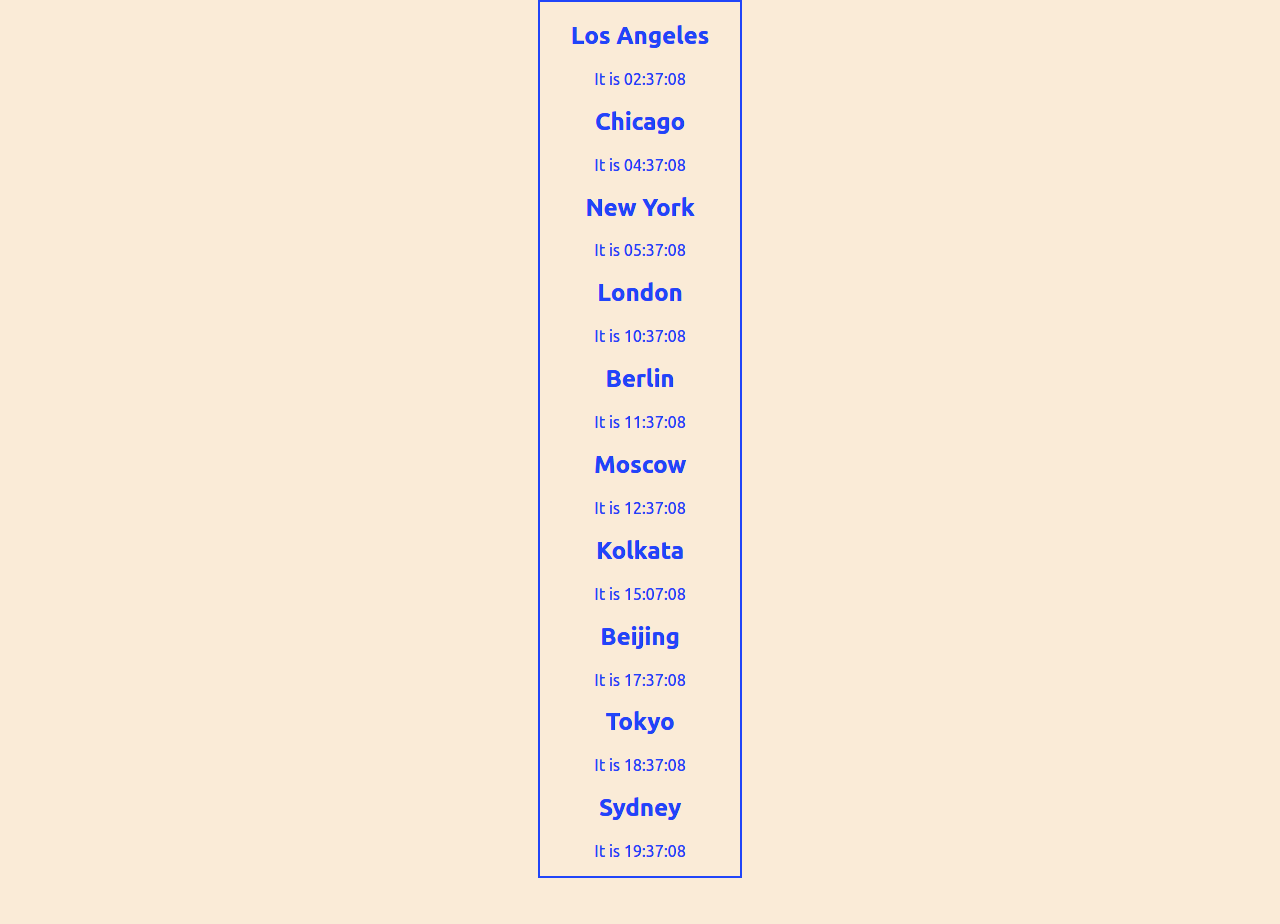 Los Angeles
It is 02:37:08
Chicago
It is 04:37:08
New York
It is 05:37:08
London
It is 10:37:08
Berlin
It is 11:37:08
Moscow
It is 12:37:08
Kolkata
It is 15:07:08
Beijing
It is 17:37:08
Tokyo
It is 18:37:08
Sydney
It is 19:37:08